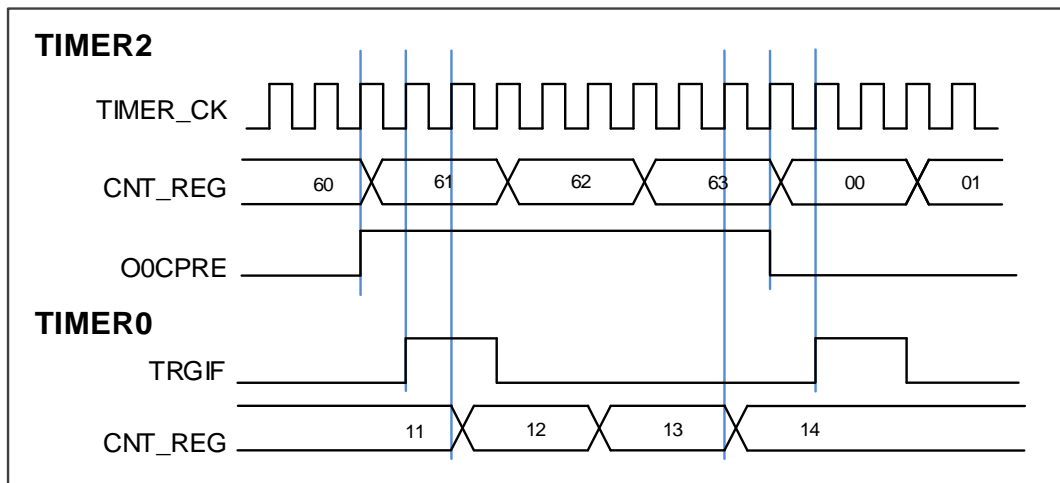 TIMER2
TIMER_CK
CNT_REG 60 61 62 63 00 01
O0CPRE
TIMER0
TRGIF
CNT_REG 11 12 13 14